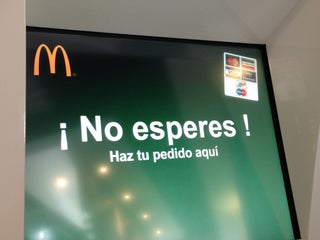 ¡ No esperes !
Haz tu pedido aquí